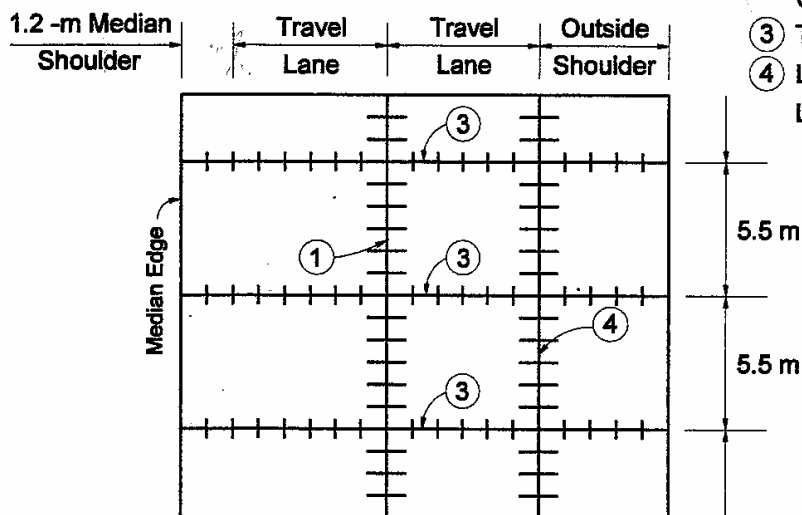 1.2 -m Median
Shoulder
Travel
Lane
Travel
Lane
Outside
Shoulder
3
4
3
Median Edge
1
3
5.5 m
4
5.5 m
3